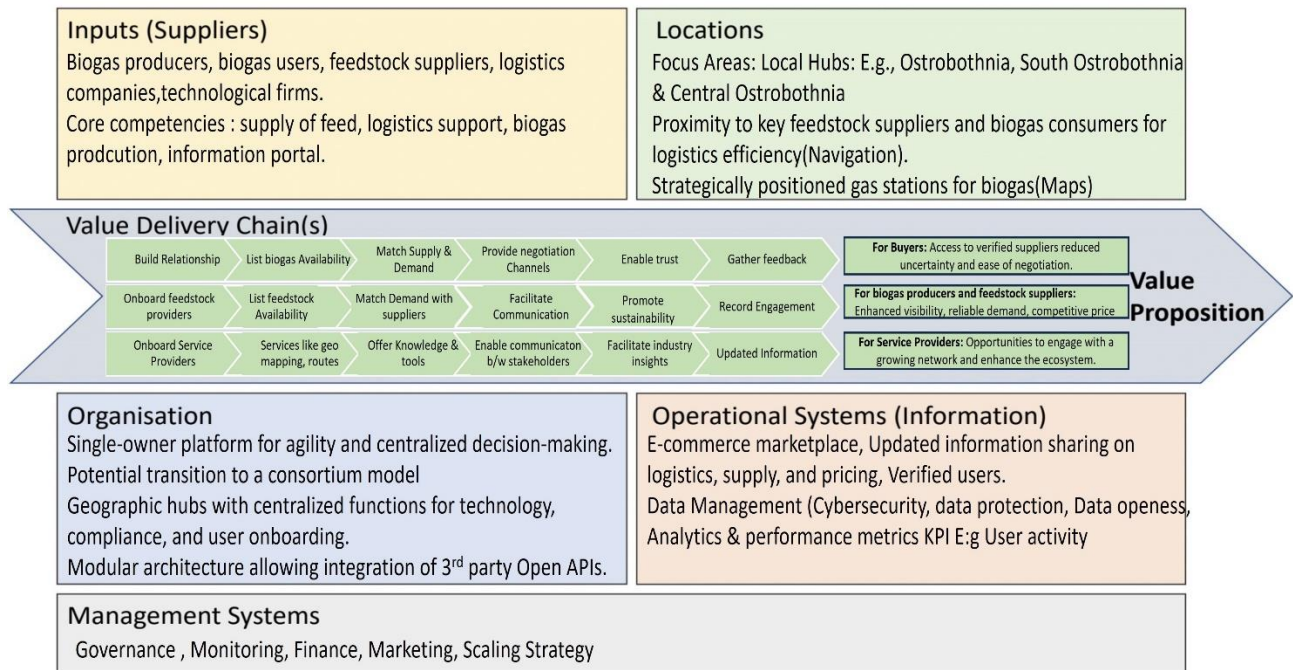 Inputs (Suppliers)
Biogas producers, biogas users, feedstock suppliers, logistics
companies,technological firms.
Core competencies : supply of feed, logistics support, biogas
prodcution, information portal.
Locations
Focus Areas: Local Hubs: E.g., Ostrobothnia, South Ostrobothnia
& Central Ostrobothnia
Proximity to key feedstock suppliers and biogas consumers for
logistics efficiency(Navigation).
Strategically positioned gas stations for biogas(Maps)
Value Delivery Chain(s)
Build Relationship
List biogas Availability
Match Supply &
Demand
Provide negotiation
Channels
Enable trust
Gather feedback
For Buyers: Access to verified suppliers reduced
uncertainty and ease of negotiation.
Onboard feedstock
providers
List feedstock
Availability
Match Demand with
suppliers
Facilitate
Communication
Promote
sustainability
Record Engagement
For biogas producers and feedstock suppliers:
Enhanced visibility, reliable demand, competitive price
Onboard Service
Providers
Services like geo
mapping, routes
Offer Knowledge &
tools
Enable communicaton
b/w stakeholders
Facilitate industry
insights
Updated Information
For Service Providers: Opportunities to engage with a
growing network and enhance the ecosystem.
Value
Proposition
Organisation
Single-owner platform for agility and centralized decision-making.
Potential transition to a consortium model
Geographic hubs with centralized functions for technology,
compliance, and user onboarding.
Modular architecture allowing integration of 3rd party Open APIs.
Operational Systems (Information)
E-commerce marketplace, Updated information sharing on
logistics, supply, and pricing, Verified users.
Data Management (Cybersecurity, data protection, Data openess,
Analytics & performance metrics KPI E:g User activity
Management Systems
Governance , Monitoring, Finance, Marketing, Scaling Strategy